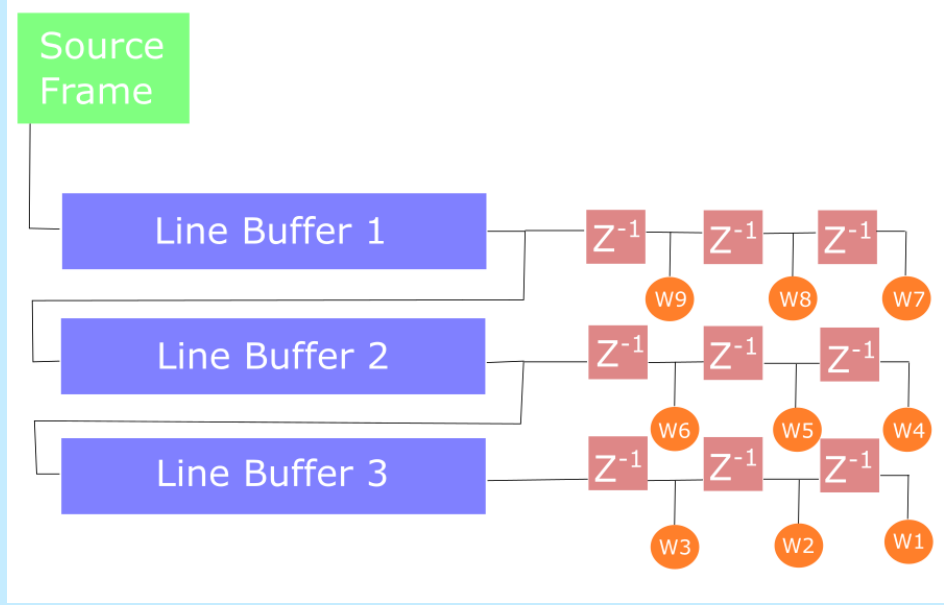 Source
Frame
Line Buffer 1
Z⁻¹ Z⁻¹ Z⁻¹
W9 W8 W7
Line Buffer 2
Z⁻¹ Z⁻¹ Z⁻¹
W6 W5 W4
Line Buffer 3
Z⁻¹ Z⁻¹ Z⁻¹
W3 W2 W1